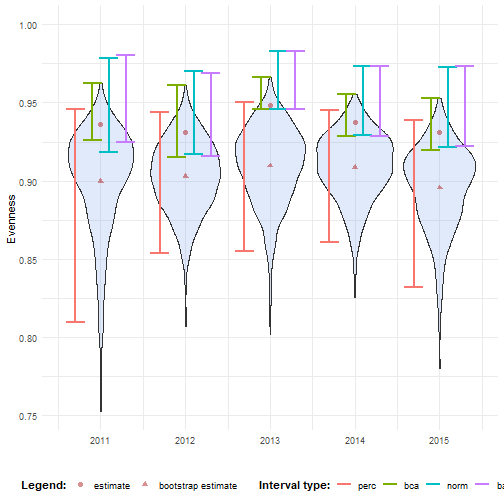 1.00
0.95
0.90
0.85
0.80
0.75
Evenness
2011 2012 2013 2014 2015
Legend: estimate bootstrap estimate Interval type: perc bca norm ba